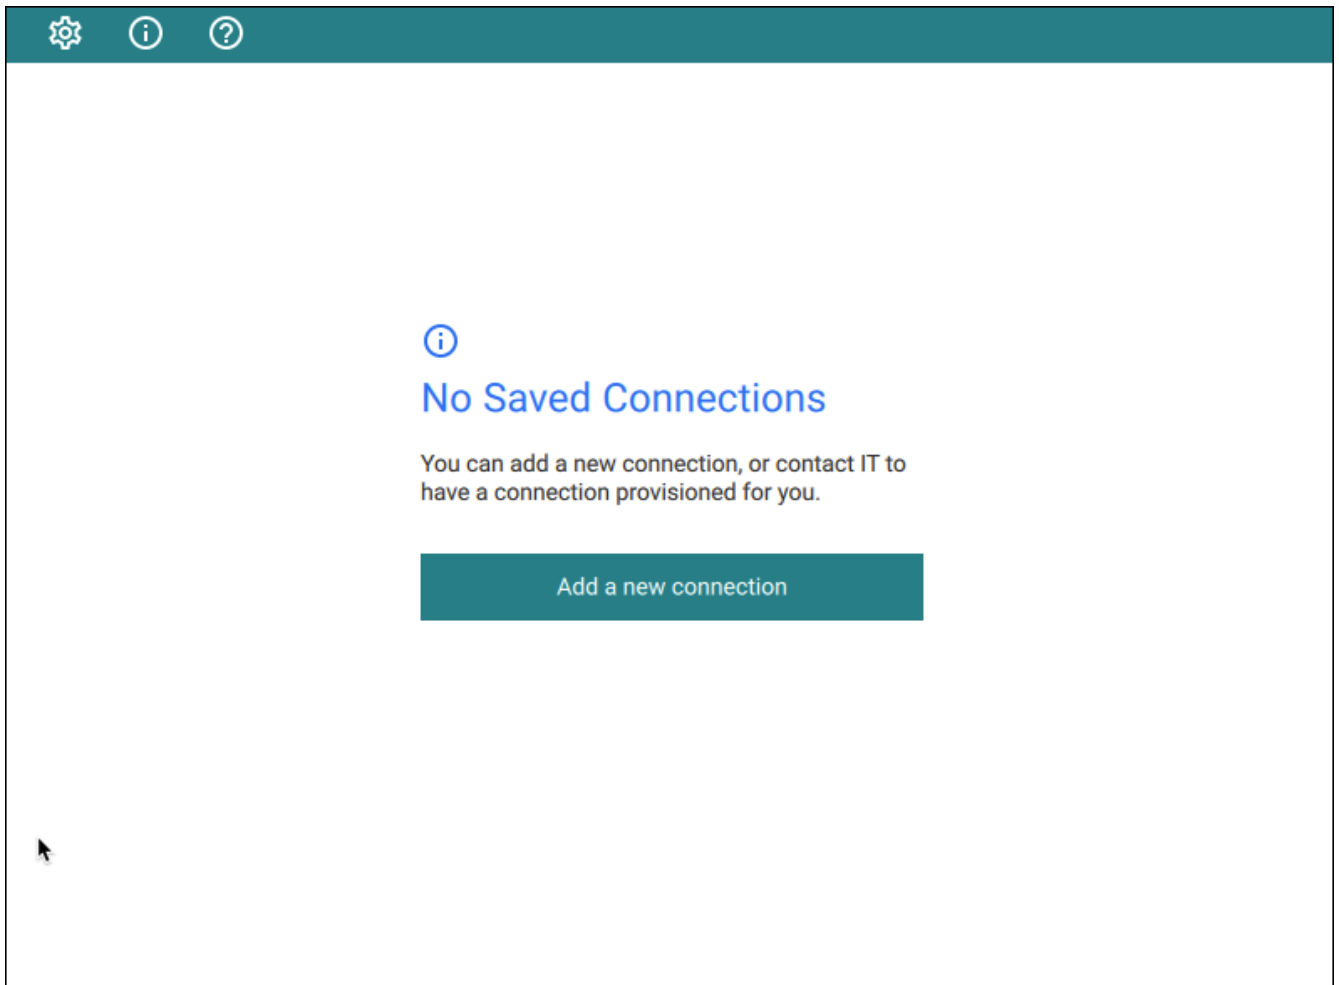 No Saved Connections
You can add a new connection, or contact IT to
have a connection provisioned for you.
Add a new connection